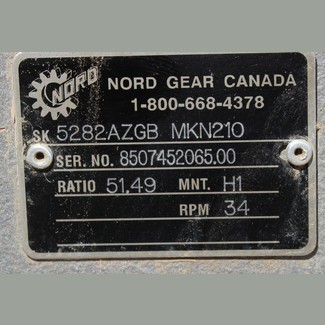 NORD
NORD GEAR CANADA
1-800-668-4378
SK 5282AZGB MKN210
SER. NO. 8507452065.00
RATIO 51.49 MNT. H1
RPM 34